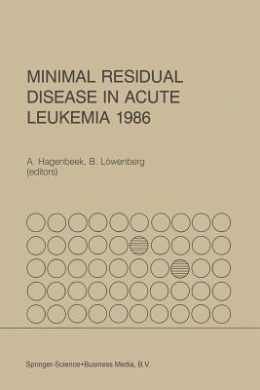 MINIMAL RESIDUAL
DISEASE IN ACUTE
LEUKEMIA 1986
A. Hagenbeek, B. Löwenberg
(editors)
Springer-Science+Business Media, B.V.